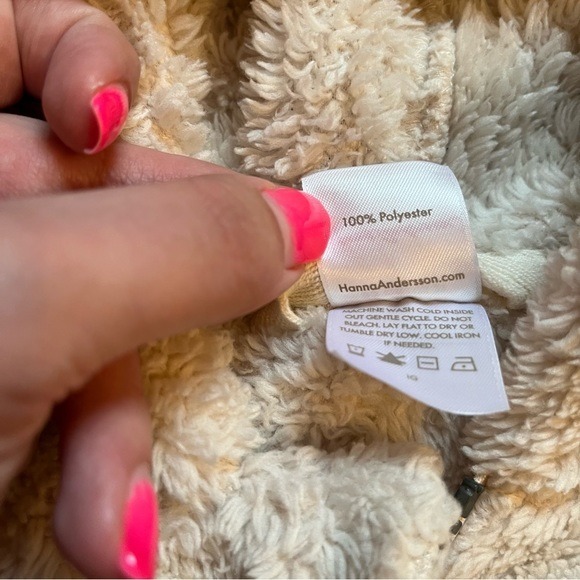 100% Polyester
HannaAndersson.com
MACHINE WASH COLD INSIDE
OUT GENTLE CYCLE. DO NOT
BLEACH, LAY FLAT TO DRY OR
TUMBLE DRY LOW, COOL IRON
IF NEEDED.